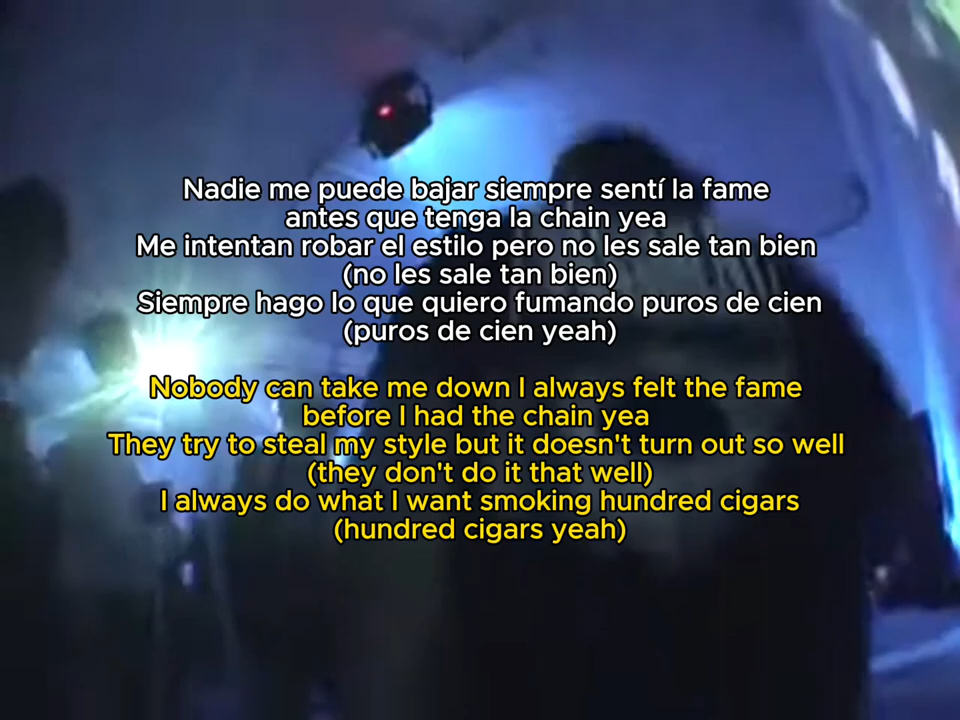 Nadie me puede bajar siempre sentí la fame
antes que tenga la chain yea
Me intentan robar el estilo pero no les sale tan bien
(no les sale tan bien)
Siempre hago lo que quiero fumando puros de cien
(puros de cien yeah)
Nobody can take me down I always felt the fame
before I had the chain yea
They try to steal my style but it doesn't turn out so well
(they don't do it that well)
I always do what I want smoking hundred cigars
(hundred cigars yeah)